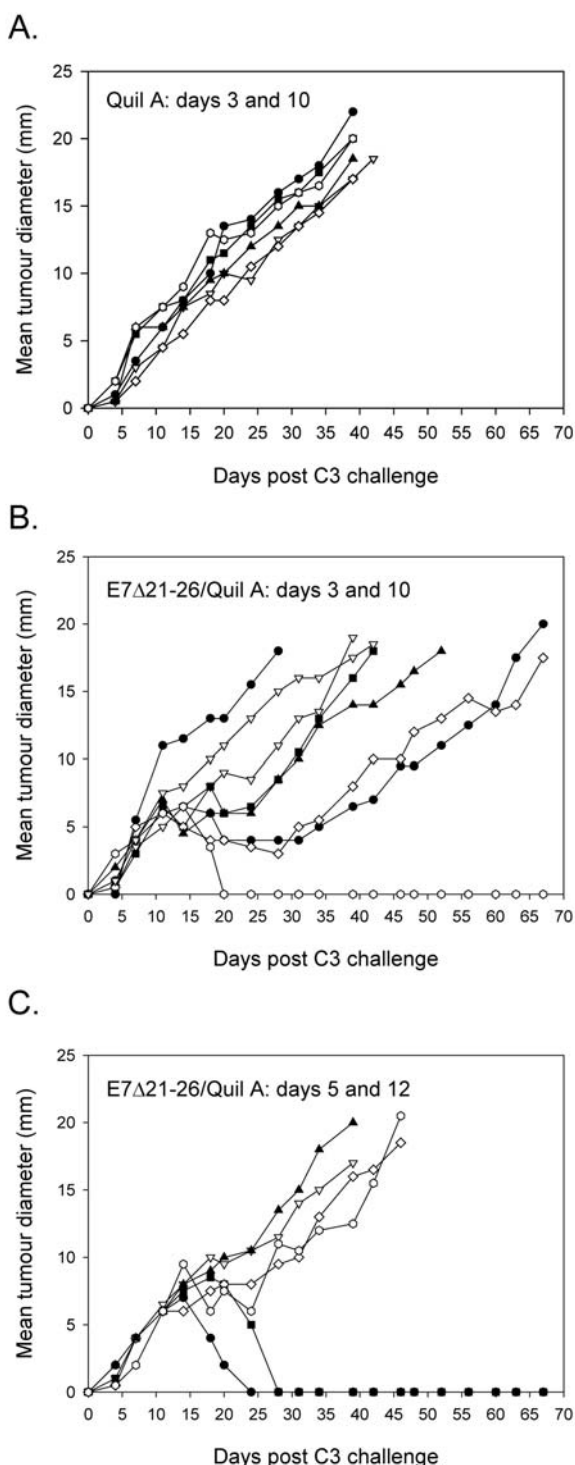 A.
25
20
15
10
5
0
Mean tumour diameter (mm)
Quil A: days 3 and 10
0 5 10 15 20 25 30 35 40 45 50 55 60 65 70
Days post C3 challenge
B.
25
20
15
10
5
0
Mean tumour diameter (mm)
E7Δ21-26/Quil A: days 3 and 10
0 5 10 15 20 25 30 35 40 45 50 55 60 65 70
Days post C3 challenge
C.
25
20
15
10
5
0
Mean tumour diameter (mm)
E7Δ21-26/Quil A: days 5 and 12
0 5 10 15 20 25 30 35 40 45 50 55 60 65 70
Days post C3 challenge